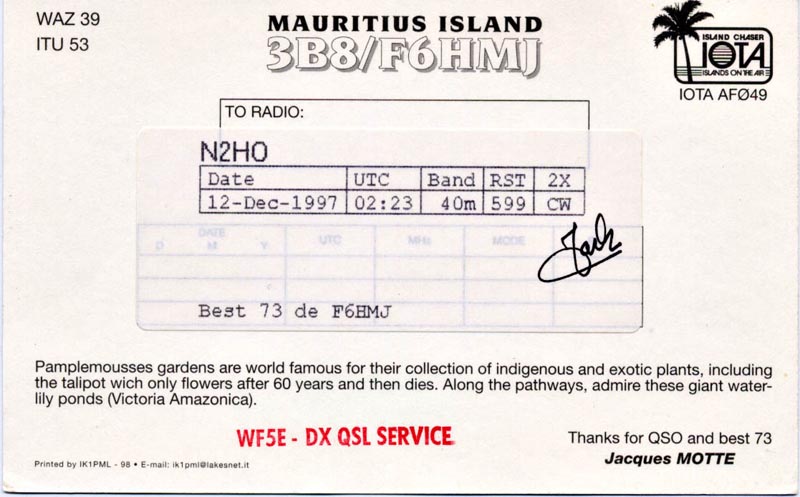 WAZ 39
ITU 53
MAURITIUS ISLAND
3B8/F6HMJ
ISLAND CHASER
IOTA
ISLANDS ON THE AIR
IOTA AFØ49
TO RADIO:
N2HO
Date UTC Band RST 2X
12-Dec-1997 02:23 40m 599 CW
DATE
D M Y UTC MHz MODE
Jack
Best 73 de F6HMJ
Pamplemousses gardens are world famous for their collection of indigenous and exotic plants, including
the talipot wich only flowers after 60 years and then dies. Along the pathways, admire these giant water-
lily ponds (Victoria Amazonica).
WF5E - DX QSL SERVICE
Thanks for QSO and best 73
Jacques MOTTE
Printed by IK1PML - 98 • E-mail: ik1pml@lakesnet.it